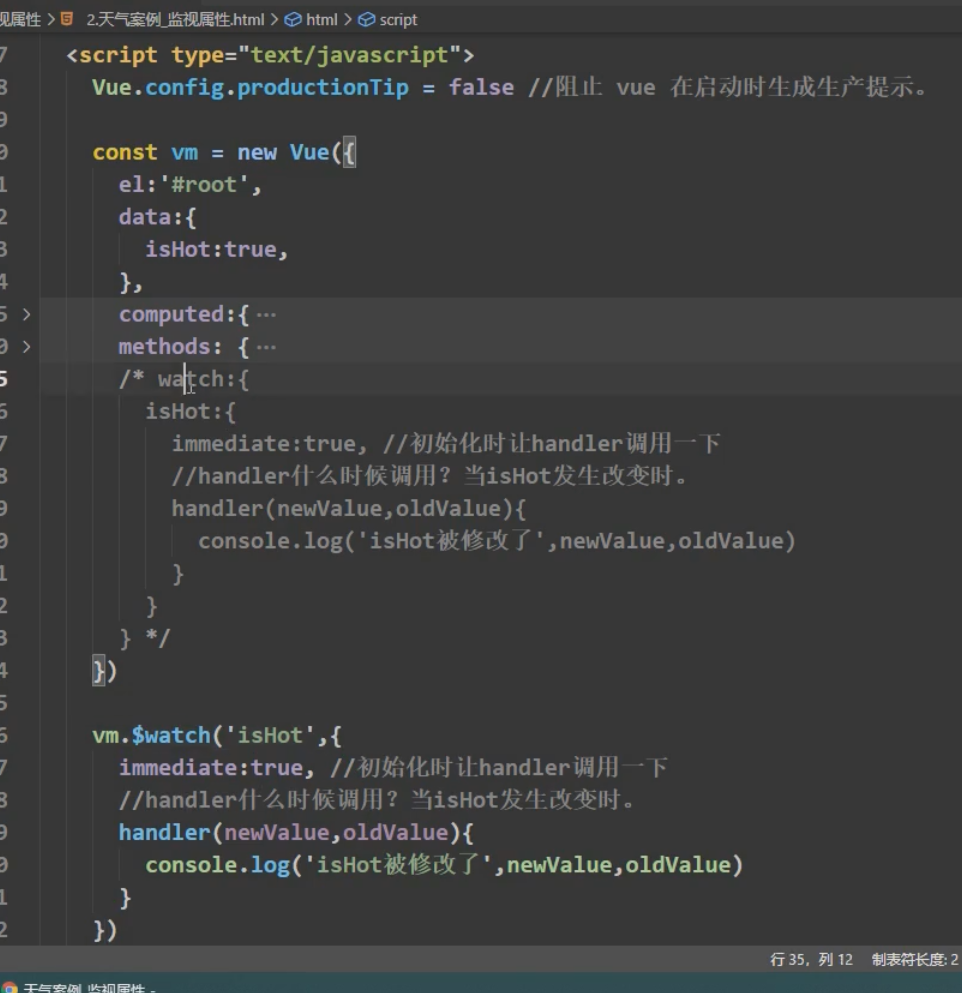 视属性 > 2.天气案例_监视属性.html > html > script
7 <script type="text/javascript">
8 Vue.config.productionTip = false //阻止 vue 在启动时生成生产提示。
9
0 const vm = new Vue({
1 el:'#root',
2 data:{
3 isHot:true,
4 },
5 > computed:{ ···
0 > methods: { ···
5 /* watch:{
6 isHot:{
7 immediate:true, //初始化时让handler调用一下
8 //handler什么时候调用？当isHot发生改变时。
9 handler(newValue,oldValue){
0 console.log('isHot被修改了',newValue,oldValue)
1 }
2 }
3 } */
4 })
5
6 vm.$watch('isHot',{
7 immediate:true, //初始化时让handler调用一下
8 //handler什么时候调用？当isHot发生改变时。
9 handler(newValue,oldValue){
0 console.log('isHot被修改了',newValue,oldValue)
1 }
2 })
行 35，列 12 制表符长度: 2
天气案例_监视属性 -